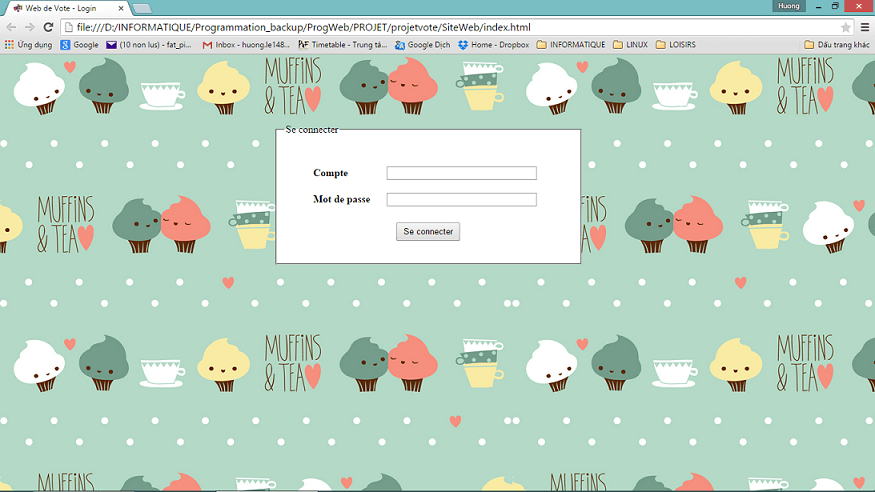 Web de Vote - Login
Huong
file:///D:/INFORMATIQUE/Programmation_backup/ProgWeb/PROJET/projetvote/SiteWeb/index.html
Ứng dụng Google (10 non lus) - fat_pi... Inbox - huong.le148... Timetable - Trung tâ... Google Dịch Home - Dropbox INFORMATIQUE LINUX LOISIRS Dấu trang khác
MUFFINS & TEA
MUFFINS & TEA
Se connecter
Compte
Mot de passe
Se connecter
MUFFINS & TEA
MUFFINS & TEA
MUFFINS & TEA
MUFFINS & TEA
MUFFINS
MUFFINS